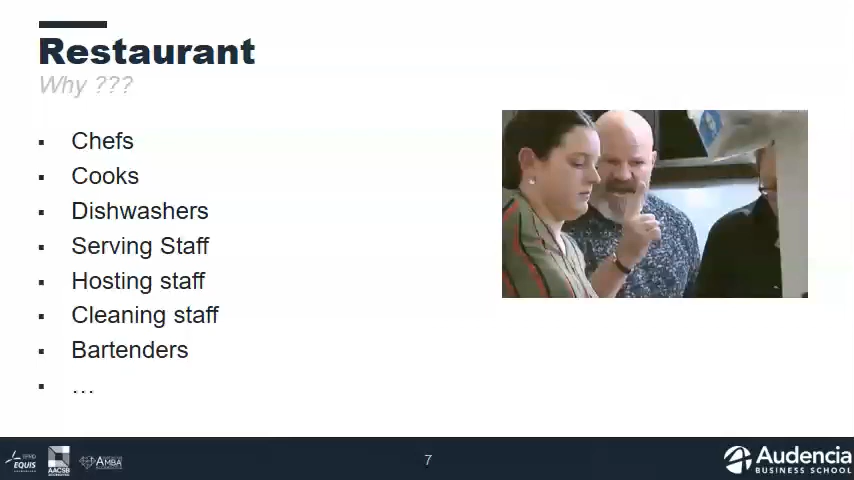 Restaurant
Why ???
▪ Chefs
▪ Cooks
▪ Dishwashers
▪ Serving Staff
▪ Hosting staff
▪ Cleaning staff
▪ Bartenders
▪ …
EQUIS
AACSB
AMBA
7
Audencia
BUSINESS SCHOOL